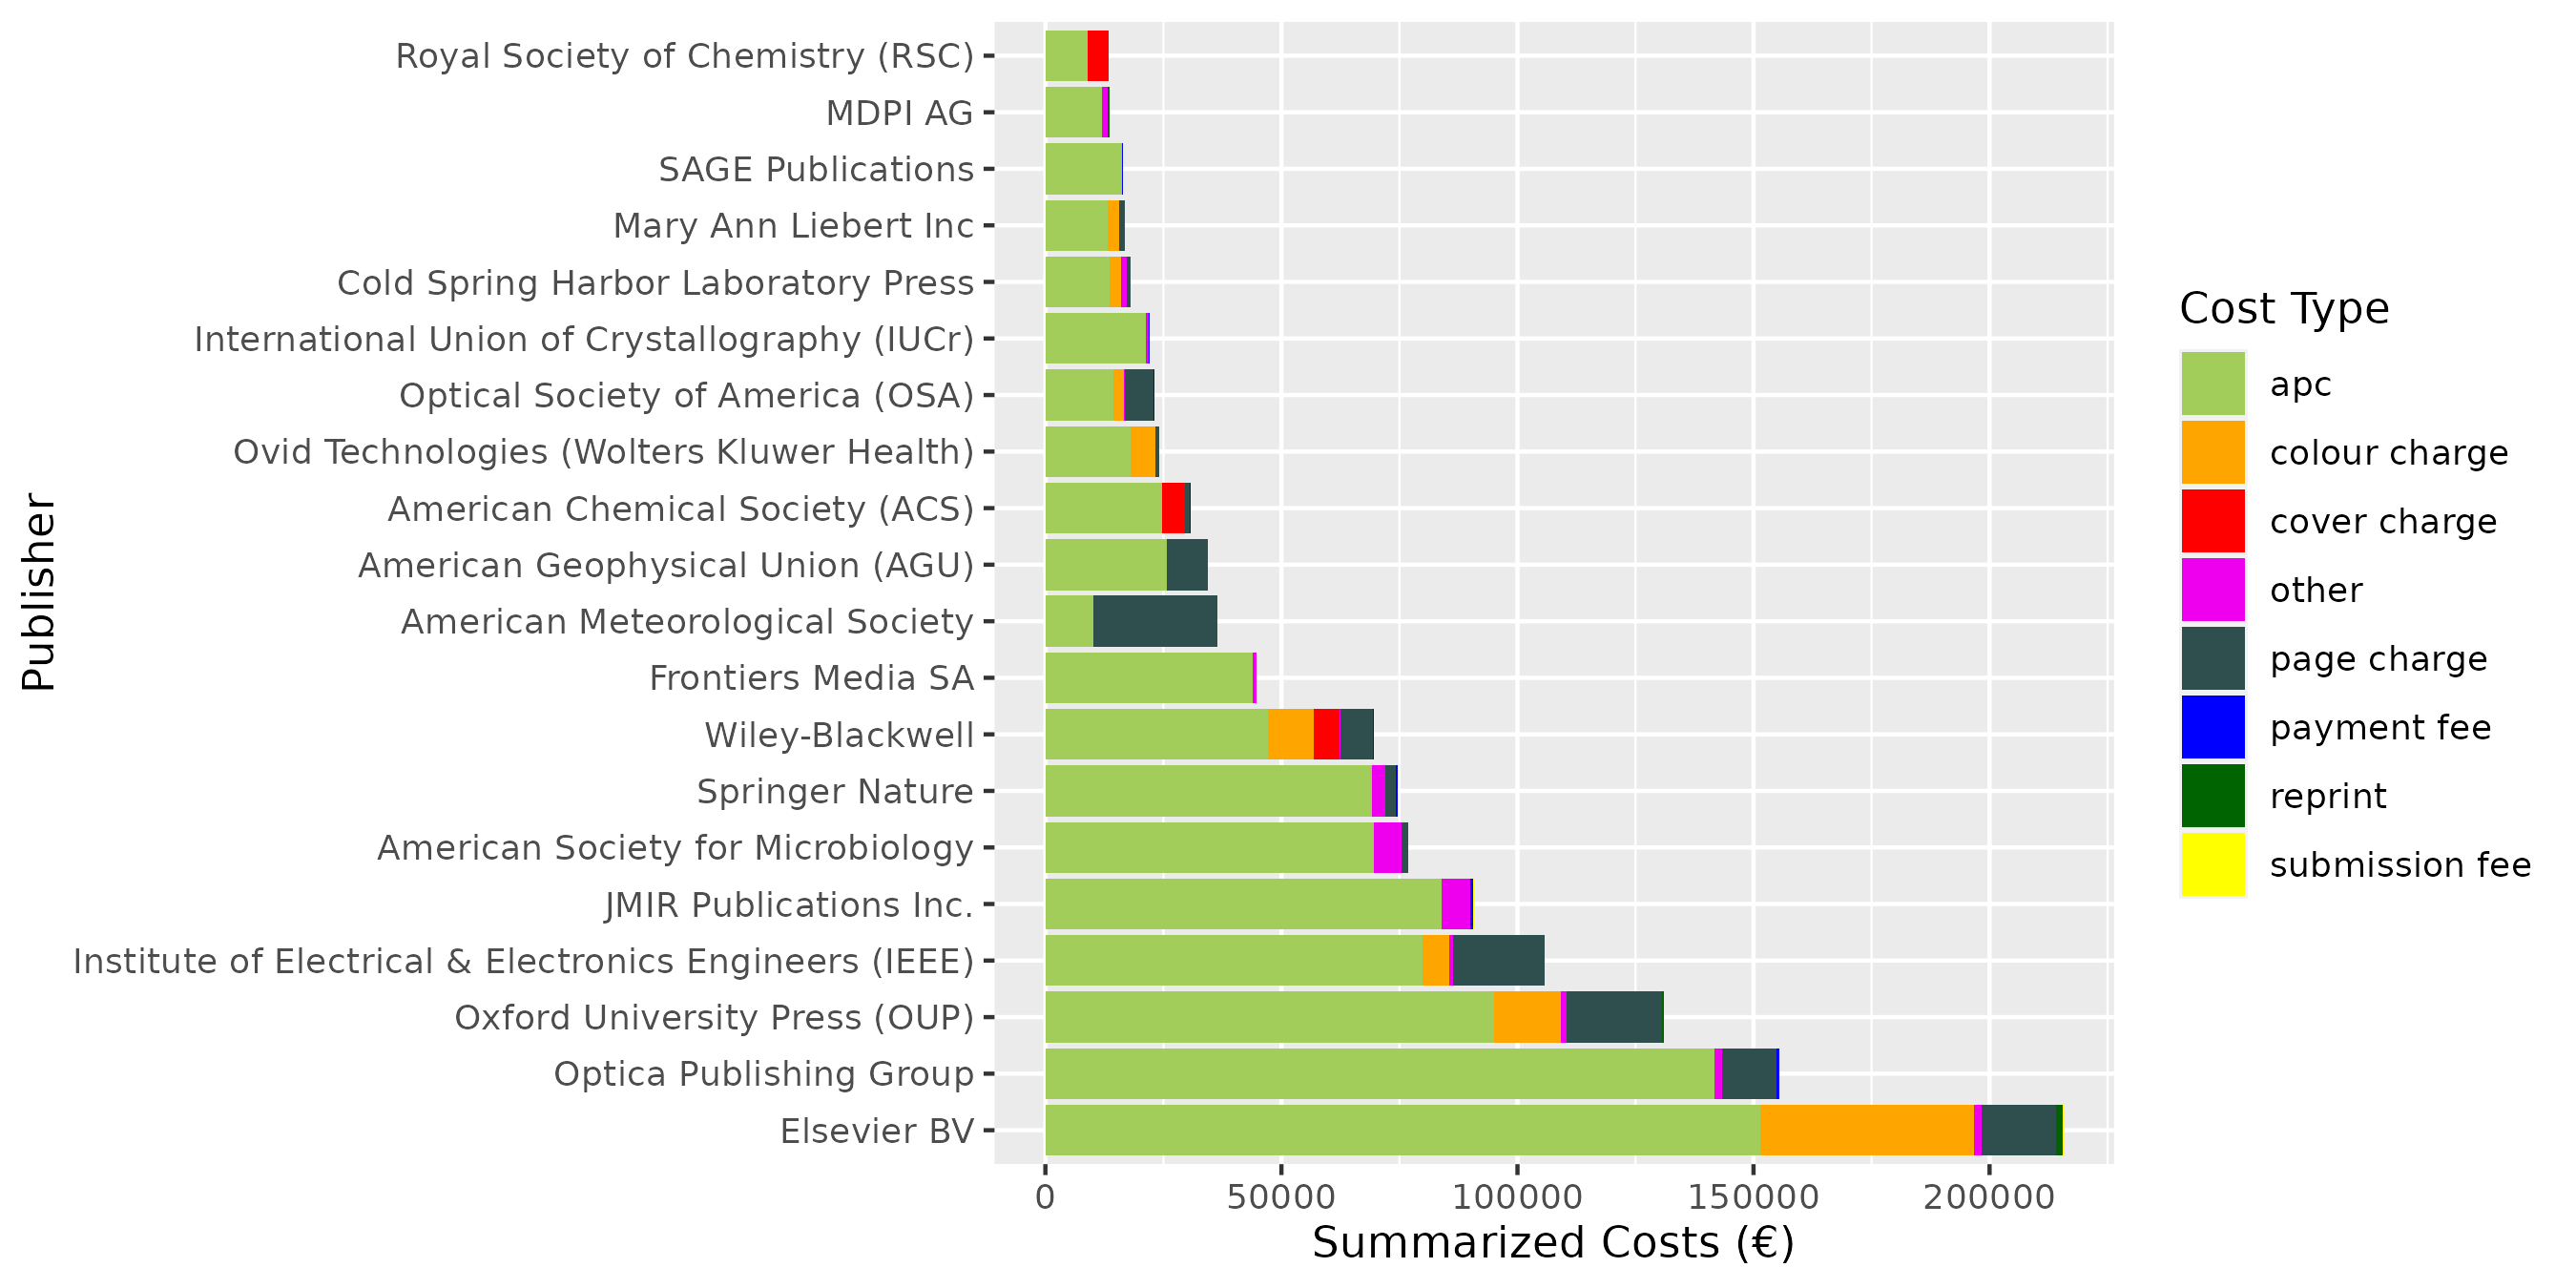 Royal Society of Chemistry (RSC)
MDPI AG
SAGE Publications
Mary Ann Liebert Inc
Cold Spring Harbor Laboratory Press
International Union of Crystallography (IUCr)
Optical Society of America (OSA)
Ovid Technologies (Wolters Kluwer Health)
American Chemical Society (ACS)
American Geophysical Union (AGU)
American Meteorological Society
Frontiers Media SA
Wiley-Blackwell
Springer Nature
American Society for Microbiology
JMIR Publications Inc.
Institute of Electrical & Electronics Engineers (IEEE)
Oxford University Press (OUP)
Optica Publishing Group
Elsevier BV
Publisher
0 50000 100000 150000 200000
Summarized Costs (€)
Cost Type
apc
colour charge
cover charge
other
page charge
payment fee
reprint
submission fee